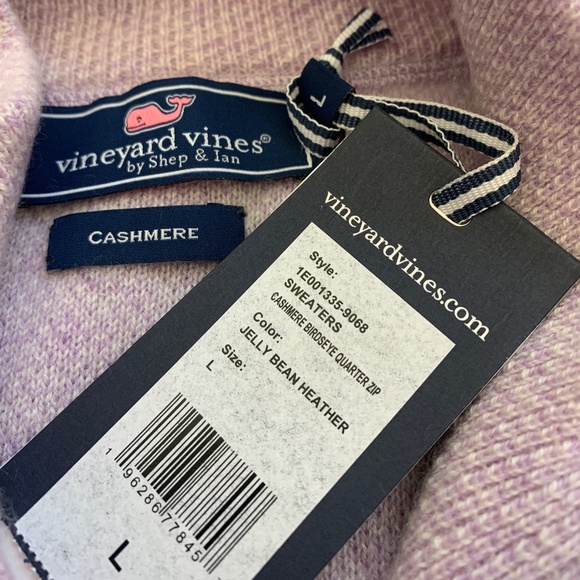 vineyard vines®
by Shep & Ian
L
CASHMERE
vineyardvines.com
Style:
1E001335-9068
SWEATERS
CASHMERE BIRDSEYE QUARTER ZIP
Color:
JELLY BEAN HEATHER
Size:
L
1 96286 77845
L